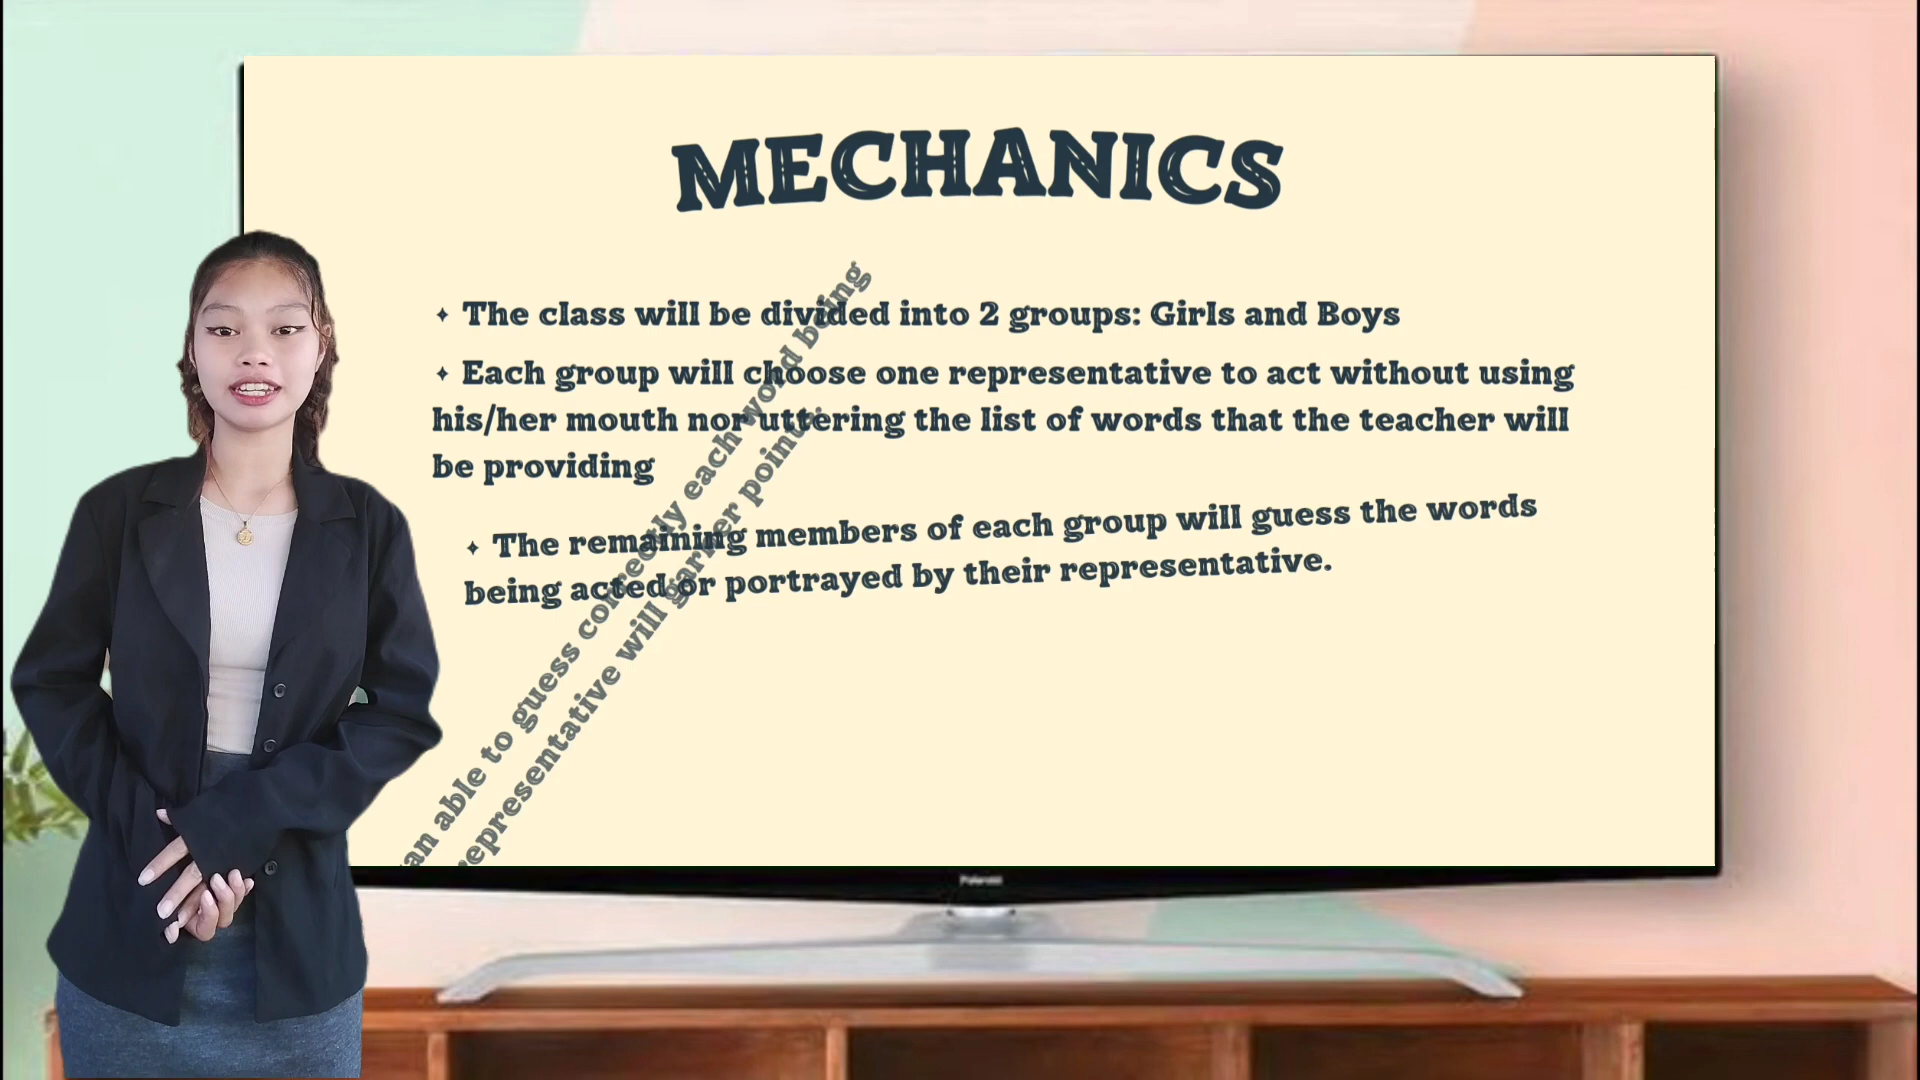 MECHANICS
✦ The class will be divided into 2 groups: Girls and Boys
✦ Each group will choose one representative to act without using
his/her mouth nor uttering the list of words that the teacher will
be providing
✦ The remaining members of each group will guess the words
being acted or portrayed by their representative.
able to guess correctly each word being
representative will garner point
Polaroid